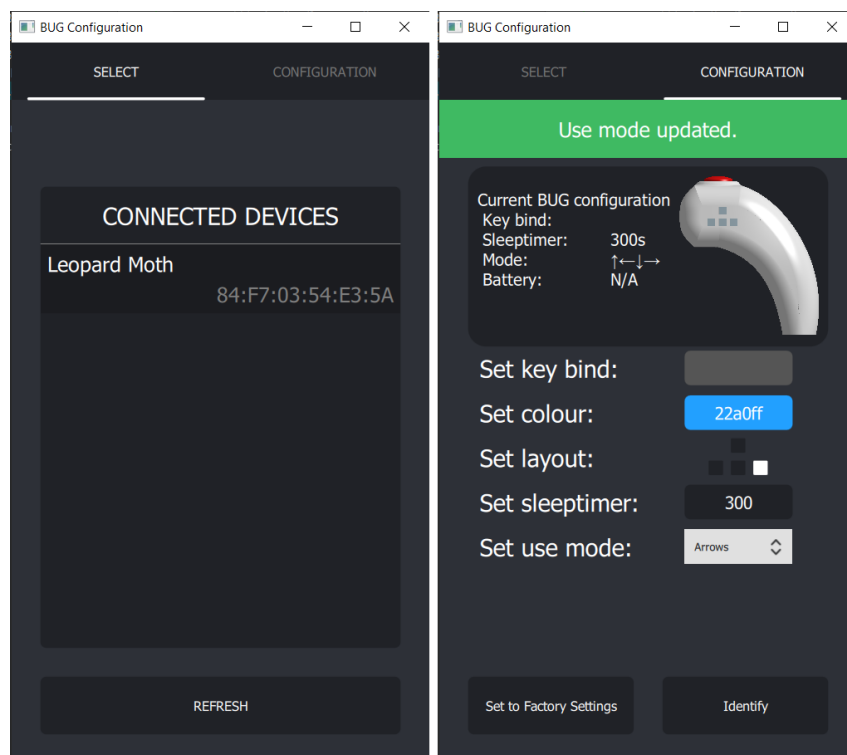 BUG Configuration
SELECT CONFIGURATION
CONNECTED DEVICES
Leopard Moth
84:F7:03:54:E3:5A
REFRESH
BUG Configuration
SELECT CONFIGURATION
Use mode updated.
Current BUG configuration
Key bind:
Sleeptimer: 300s
Mode: ↑←↓→
Battery: N/A
Set key bind:
Set colour: 22a0ff
Set layout:
Set sleeptimer: 300
Set use mode: Arrows
Set to Factory Settings Identify